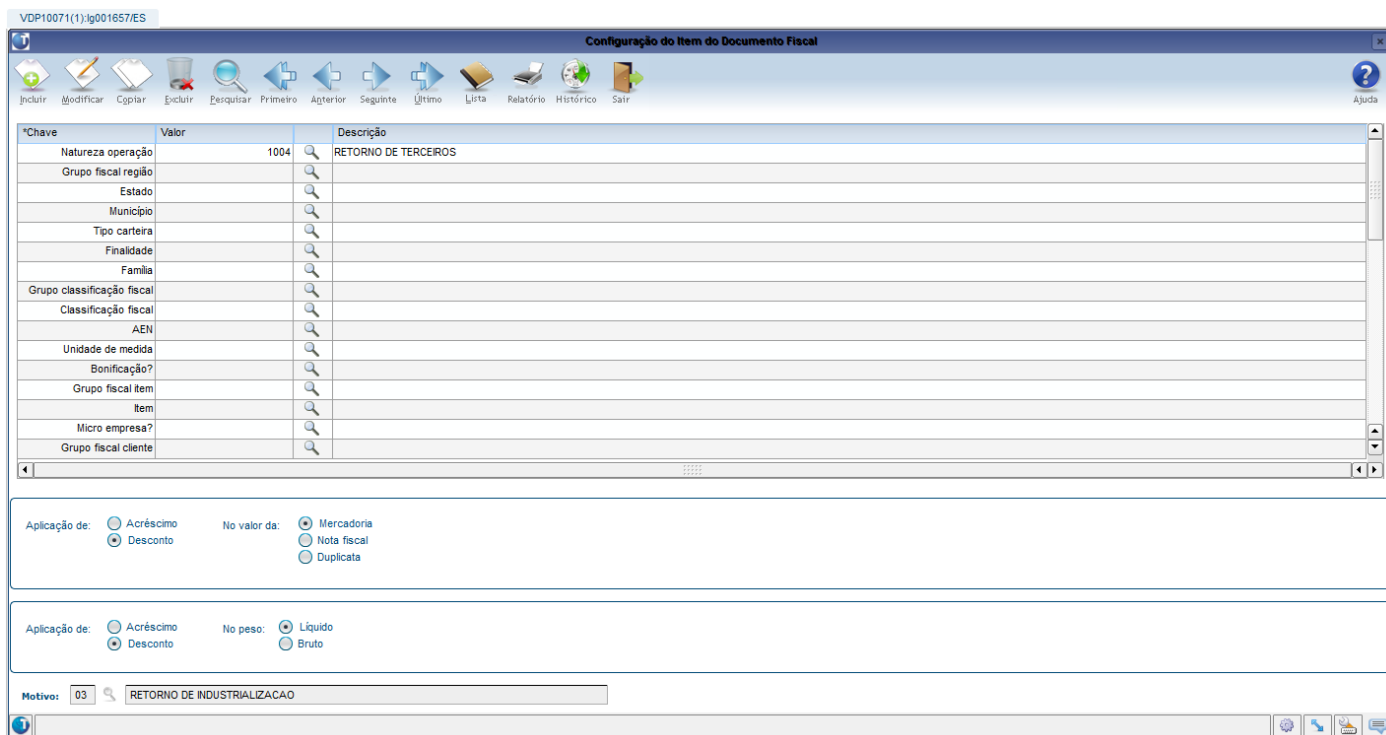 VDP10071(1):lg001657/ES
Configuração do Item do Documento Fiscal
Incluir Modificar Copiar Excluir Pesquisar Primeiro Anterior Seguinte Último Lista Relatório Histórico Sair Ajuda
*Chave Valor Descrição
Natureza operação 1004 RETORNO DE TERCEIROS
Grupo fiscal região
Estado
Município
Tipo carteira
Finalidade
Família
Grupo classificação fiscal
Classificação fiscal
AEN
Unidade de medida
Bonificação?
Grupo fiscal item
Item
Micro empresa?
Grupo fiscal cliente
Aplicação de: Acréscimo No valor da: Mercadoria
Desconto Nota fiscal
Duplicata
Aplicação de: Acréscimo No peso: Líquido
Desconto Bruto
Motivo: 03 RETORNO DE INDUSTRIALIZACAO